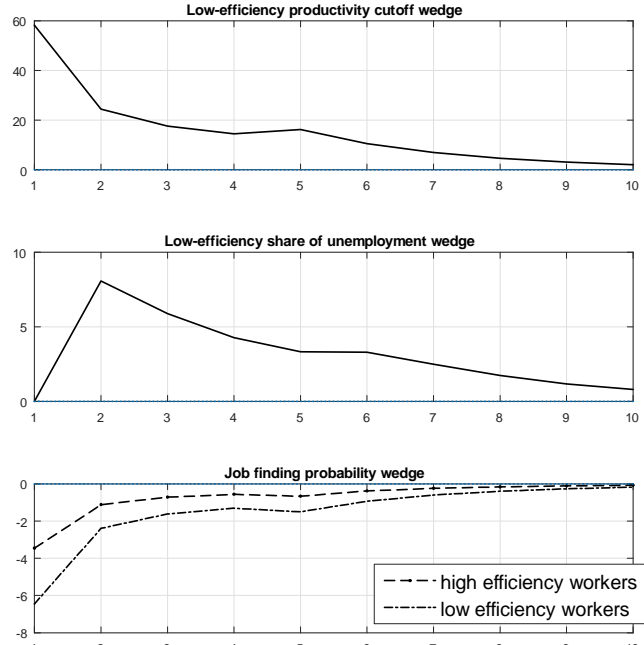 Low-efficiency productivity cutoff wedge
60
40
20
0
1 2 3 4 5 6 7 8 9 10
Low-efficiency share of unemployment wedge
10
5
0
1 2 3 4 5 6 7 8 9 10
Job finding probability wedge
0
-2
-4
-6
-8
high efficiency workers
low efficiency workers